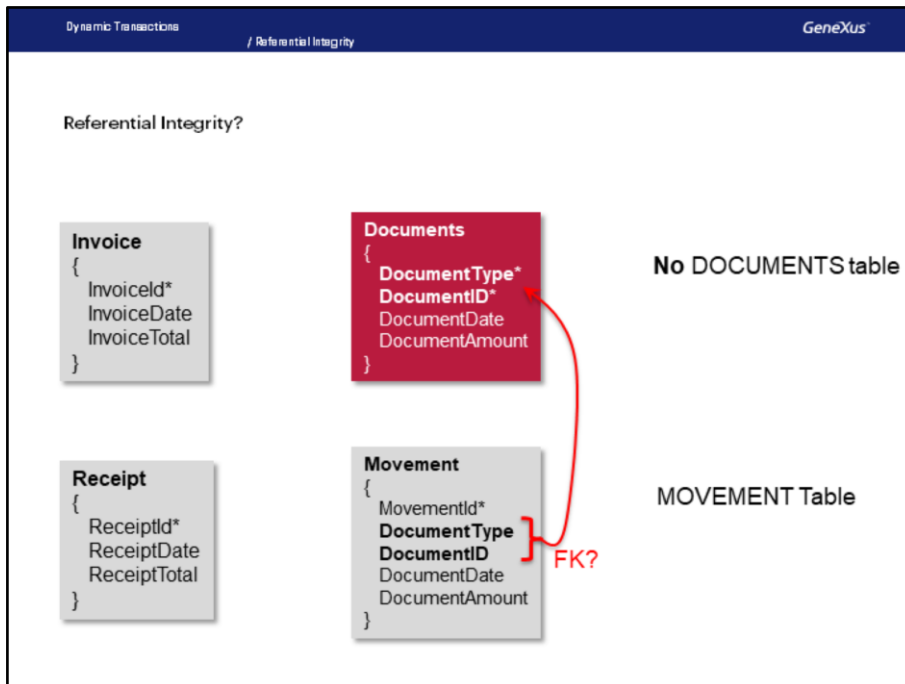 Dynamic Transactions
/ Referential Integrity
GeneXus
Referential Integrity?
Invoice
{
InvoiceId*
InvoiceDate
InvoiceTotal
}
Documents
{
DocumentType*
DocumentID*
DocumentDate
DocumentAmount
}
No DOCUMENTS table
Receipt
{
ReceiptId*
ReceiptDate
ReceiptTotal
}
Movement
{
MovementId*
DocumentType
DocumentID
DocumentDate
DocumentAmount
}
FK?
MOVEMENT Table